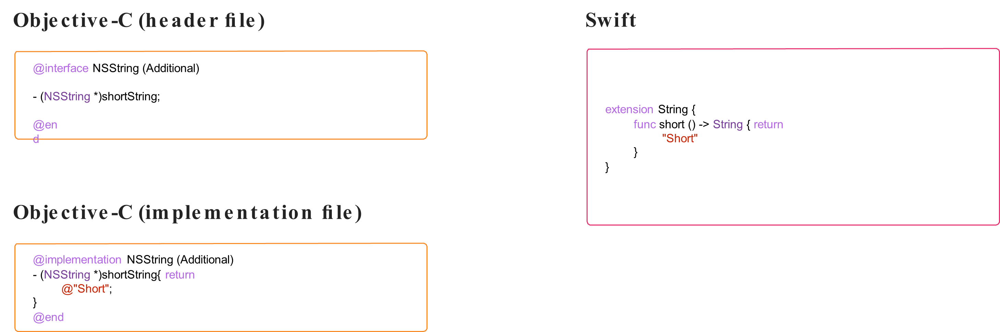 Objective-C (header file)
@interface NSString (Additional)
- (NSString *)shortString;
@en
d
Objective-C (implementation file)
@implementation NSString (Additional)
- (NSString *)shortString{ return
@"Short";
}
@end
Swift
extension String {
func short () -> String { return
"Short"
}
}